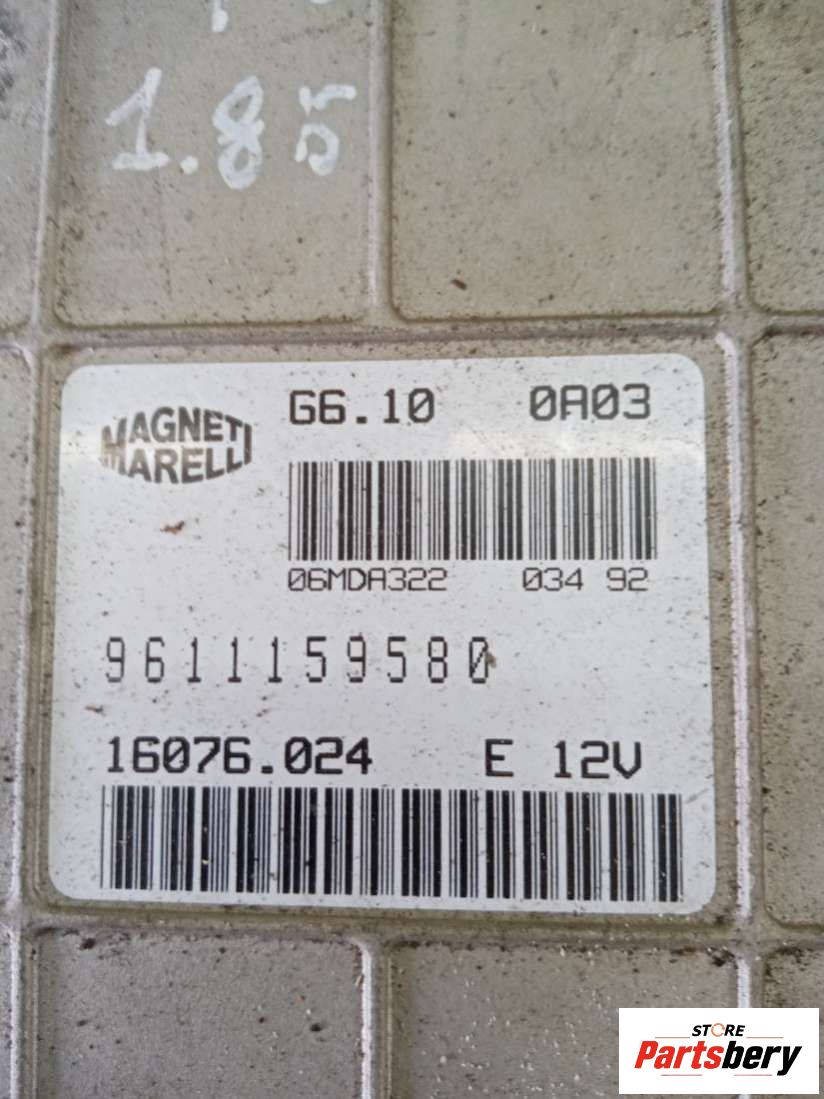 1.85
MAGNETI
MARELLI
G6.10 0A03
06MDA322 034 92
9611159580
16076.024 E 12V
STORE
Partsbery